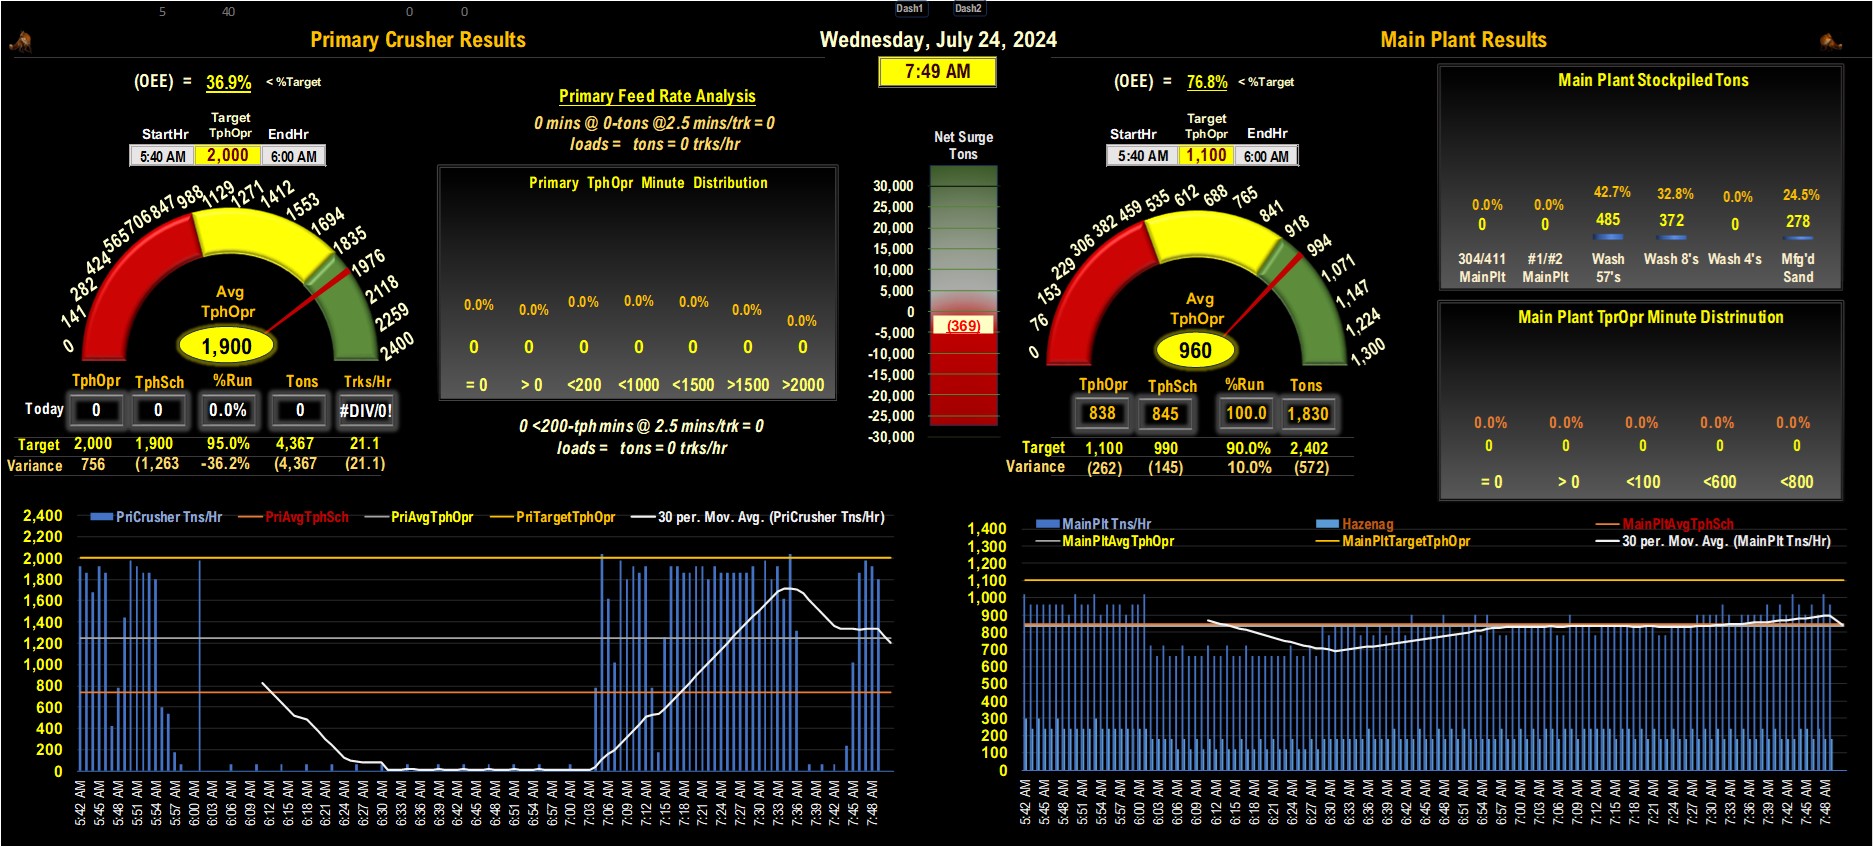 5 40 0 0 Dash1 Dash2
Primary Crusher Results
Wednesday, July 24, 2024
Main Plant Results
7:49 AM
(OEE) = 36.9% < %Target
Target
StartHr TphOpr EndHr
5:40 AM 2,000 6:00 AM
0 141 282 424 565 706 847 988 1129 1271 1412 1553 1694 1835 1976 2118 2259 2400
Avg
TphOpr
1,900
TphOpr TphSch %Run Tons Trks/Hr
Today 0 0 0.0% 0 #DIV/0!
Target 2,000 1,900 95.0% 4,367 21.1
Variance 756 (1,263 -36.2% (4,367 (21.1)
Primary Feed Rate Analysis
0 mins @ 0-tons @2.5 mins/trk = 0
loads = tons = 0 trks/hr
Primary TphOpr Minute Distribution
0.0% 0.0% 0.0% 0.0% 0.0% 0.0% 0.0%
0 0 0 0 0 0 0
= 0 > 0 <200 <1000 <1500 >1500 >2000
0 <200-tph mins @ 2.5 mins/trk = 0
loads = tons = 0 trks/hr
Net Surge
Tons
30,000
25,000
20,000
15,000
10,000
5,000
0
(369)
-5,000
-10,000
-15,000
-20,000
-25,000
-30,000
(OEE) = 76.8% < %Target
Target
StartHr TphOpr EndHr
5:40 AM 1,100 6:00 AM
0 76 153 229 306 382 459 535 612 688 765 841 918 994 1,071 1,147 1,224 1,300
Avg
TphOpr
960
TphOpr TphSch %Run Tons
838 845 100.0 1,830
Target 1,100 990 90.0% 2,402
Variance (262) (145) 10.0% (572)
Main Plant Stockpiled Tons
0.0% 0.0% 42.7% 32.8% 0.0% 24.5%
0 0 485 372 0 278
304/411 #1/#2 Wash Wash 8's Wash 4's Mfg'd
MainPlt MainPlt 57's Sand
Main Plant TprOpr Minute Distrinution
0.0% 0.0% 0.0% 0.0% 0.0%
0 0 0 0 0
= 0 > 0 <100 <600 <800
PriCrusher Tns/Hr PriAvgTphSch PriAvgTphOpr PriTargetTphOpr 30 per. Mov. Avg. (PriCrusher Tns/Hr)
2,400
2,200
2,000
1,800
1,600
1,400
1,200
1,000
800
600
400
200
0
5:42 AM 5:45 AM 5:48 AM 5:54 AM 5:57 AM 6:00 AM 6:03 AM 6:06 AM 6:09 AM 6:12 AM 6:15 AM 6:18 AM 6:21 AM 6:24 AM 6:27 AM 6:30 AM 6:33 AM 6:36 AM 6:39 AM 6:42 AM 6:45 AM 6:48 AM 6:51 AM 6:54 AM 6:57 AM 7:00 AM 7:03 AM 7:06 AM 7:09 AM 7:12 AM 7:15 AM 7:18 AM 7:21 AM 7:24 AM 7:27 AM 7:30 AM 7:33 AM 7:36 AM 7:39 AM 7:42 AM 7:45 AM 7:48 AM
MainPlt Tns/Hr Hazenag MainPltAvgTphSch
MainPltAvgTphOpr MainPltTargetTphOpr 30 per. Mov. Avg. (MainPlt Tns/Hr)
1,400
1,300
1,200
1,100
1,000
900
800
700
600
500
400
300
200
100
0
5:42 AM 5:45 AM 5:48 AM 5:54 AM 5:57 AM 6:00 AM 6:03 AM 6:06 AM 6:09 AM 6:12 AM 6:15 AM 6:18 AM 6:21 AM 6:24 AM 6:27 AM 6:30 AM 6:33 AM 6:36 AM 6:39 AM 6:42 AM 6:45 AM 6:48 AM 6:51 AM 6:54 AM 6:57 AM 7:00 AM 7:03 AM 7:06 AM 7:09 AM 7:12 AM 7:15 AM 7:18 AM 7:21 AM 7:24 AM 7:27 AM 7:30 AM 7:33 AM 7:36 AM 7:39 AM 7:42 AM 7:45 AM 7:48 AM